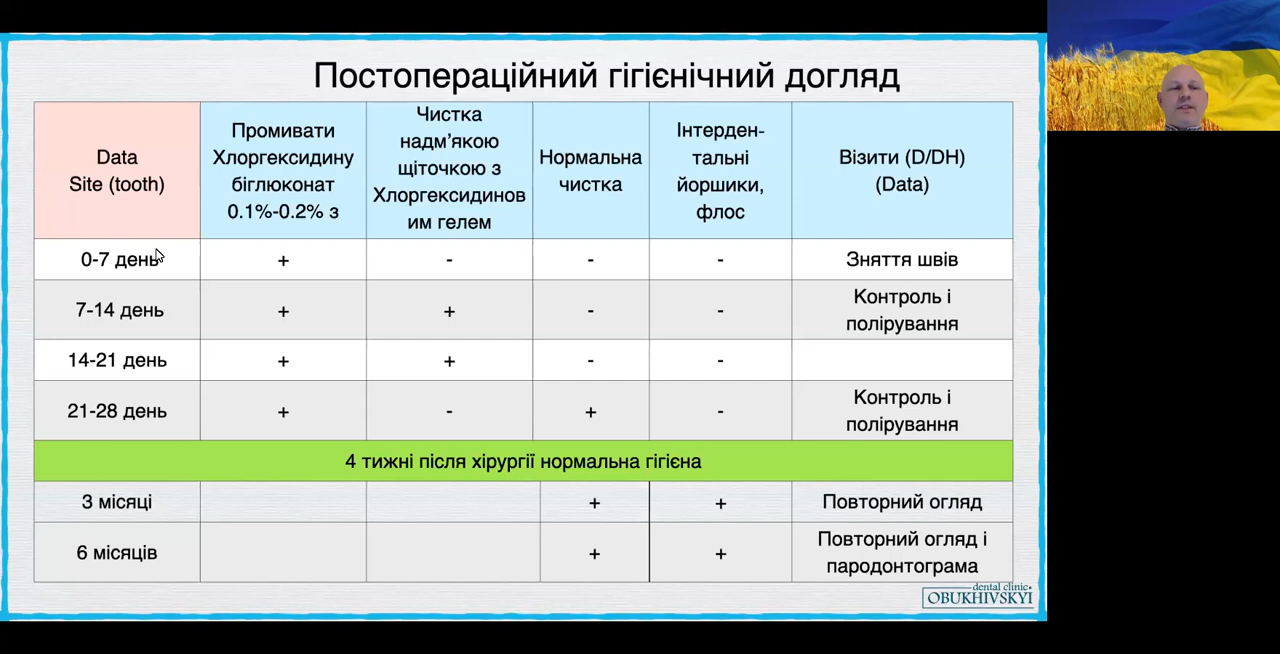 Постопераційний гігієнічний догляд
Data
Site (tooth)
Промивати
Хлоргексидину
біглюконат
0.1%-0.2% з
Чистка
надм’якою
щіточкою з
Хлоргексидинов
им гелем
Нормальна
чистка
Інтерден-
тальні
йоршики,
флос
Візити (D/DH)
(Data)
0-7 день + - - - Зняття швів
7-14 день + + - - Контроль і
полірування
14-21 день + + - -
21-28 день + - + - Контроль і
полірування
4 тижні після хірургії нормальна гігієна
3 місяці + + Повторний огляд
6 місяців + + Повторний огляд і
пародонтограма
dental clinic
OBUKHIVSKYI